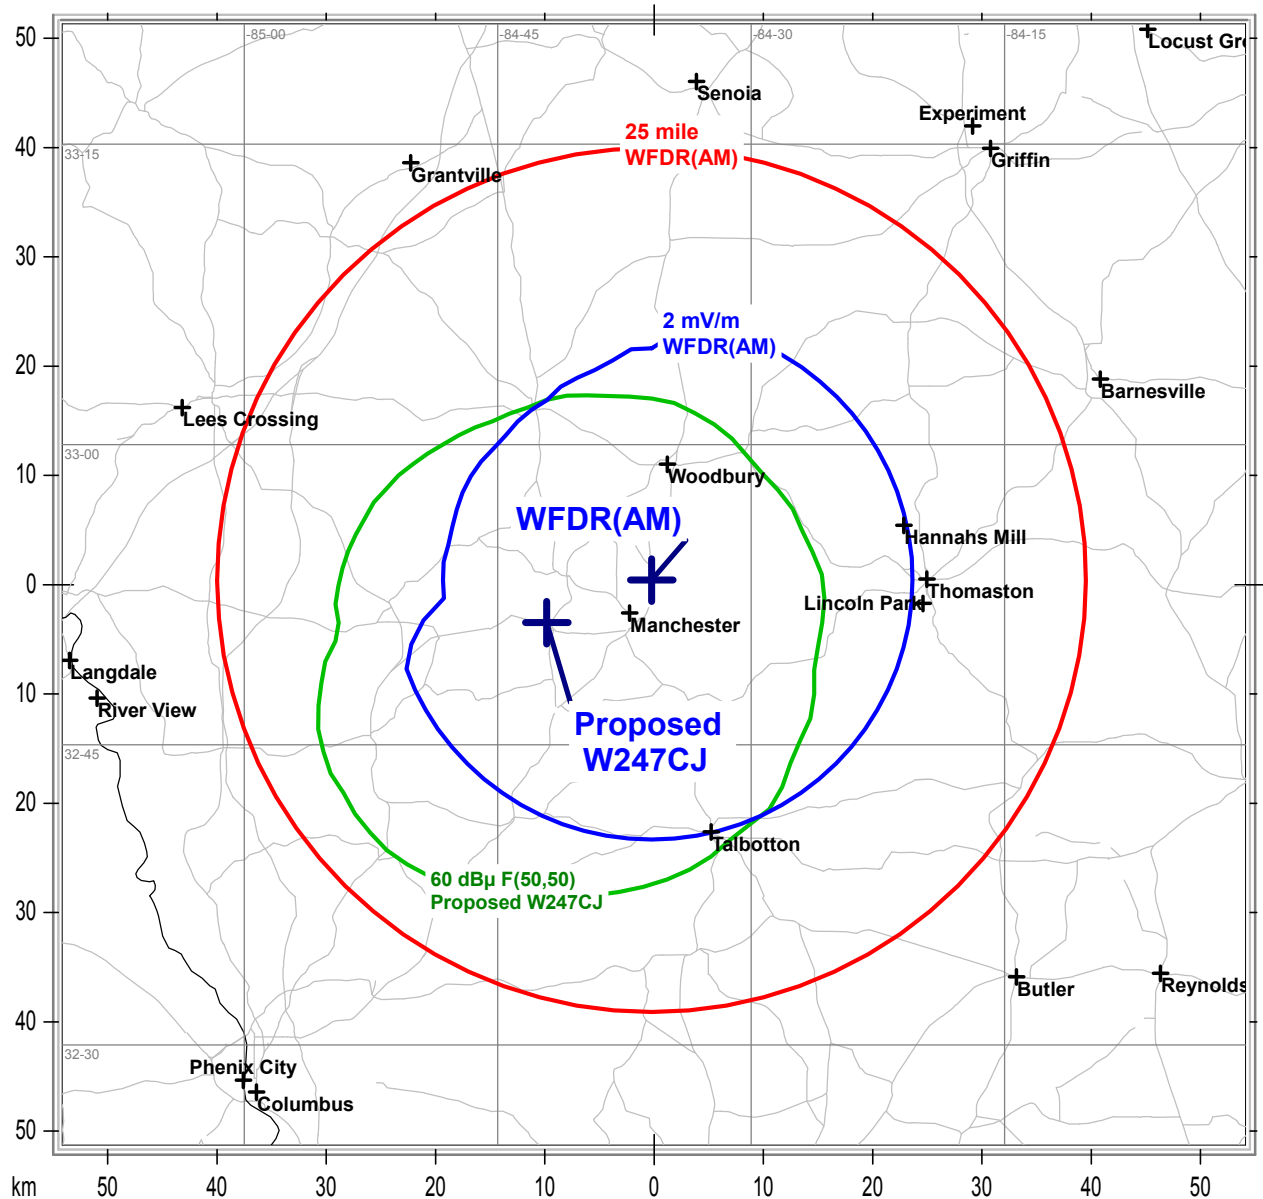 -85-00
-84-45
-84-30
-84-15
50
Locust Gro
Senoia
Experiment
25 mile
WFDR(AM)
40
33-15
Griffin
Grantville
30
2 mV/m
WFDR(AM)
20
Barnesville
Lees Crossing
33-00
10
Woodbury
WFDR(AM)
Hannahs Mill
0
Thomaston
Lincoln Park
Manchester
Langdale
10
River View
Proposed
W247CJ
32-45
20
Talbotton
60 dBµ F(50,50)
Proposed W247CJ
30
Butler
Reynolds
40
32-30
Phenix City
Columbus
50
km 50 40 30 20 10 0 10 20 30 40 50